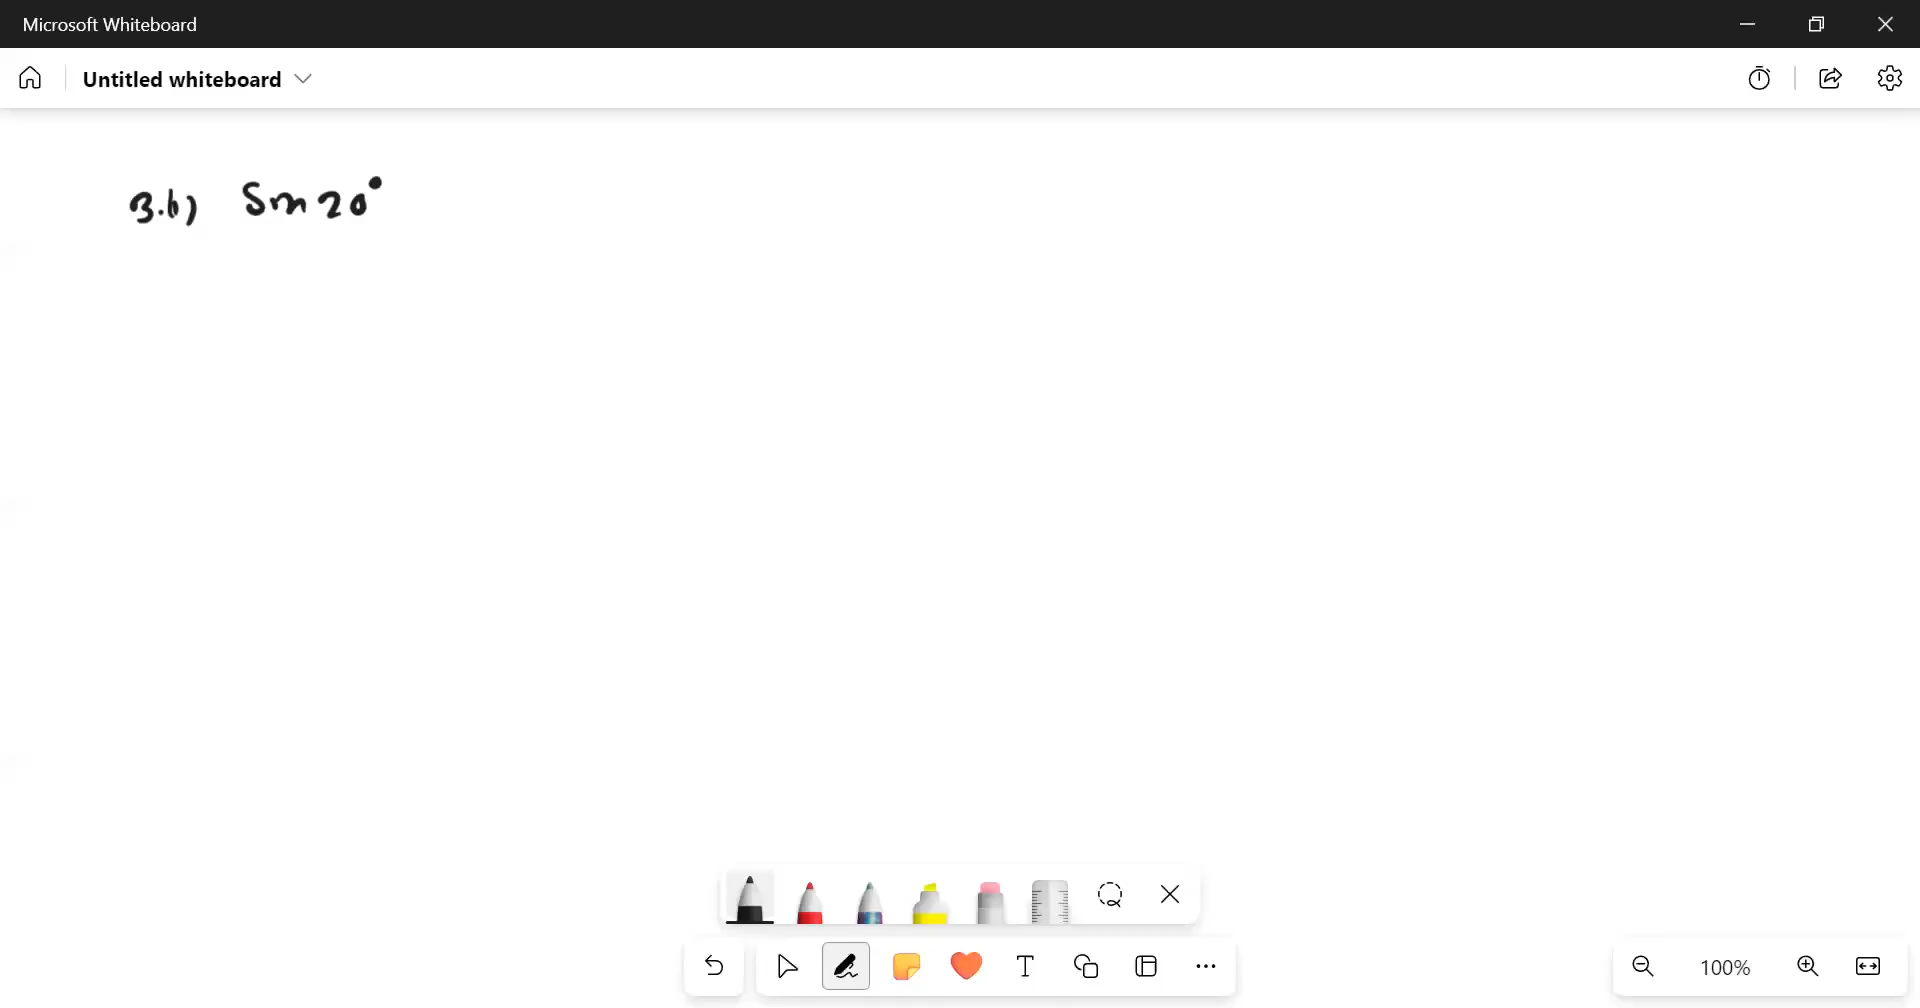 Microsoft Whiteboard
Untitled whiteboard
3.b) Sin 20°
T
100%